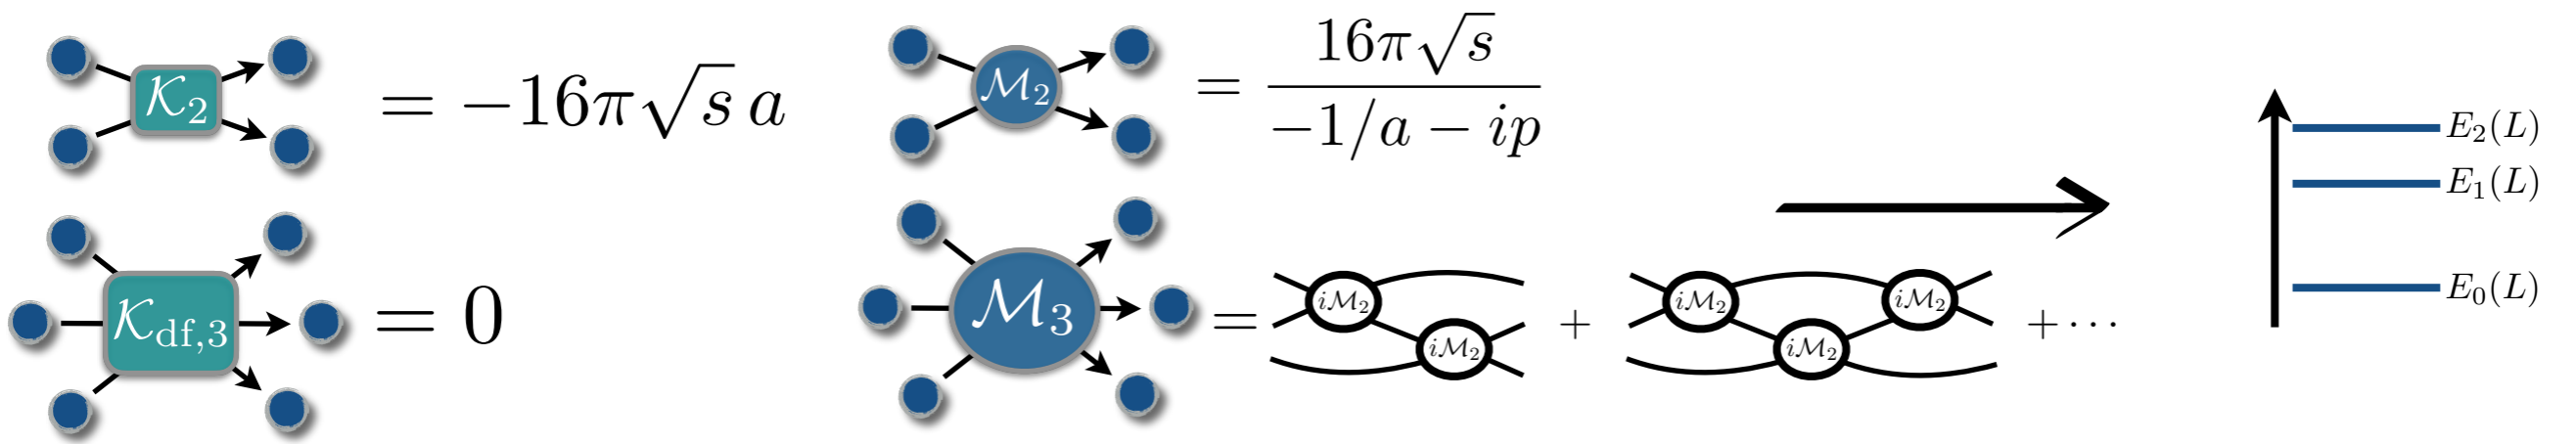 𝒦₂ = −16π√s a
ℳ₂ = 16π√s / (−1/a − ip)
𝒦df,3 = 0
ℳ₃ = iℳ₂ iℳ₂ + iℳ₂ iℳ₂ iℳ₂ + ⋯
E₂(L)
E₁(L)
E₀(L)